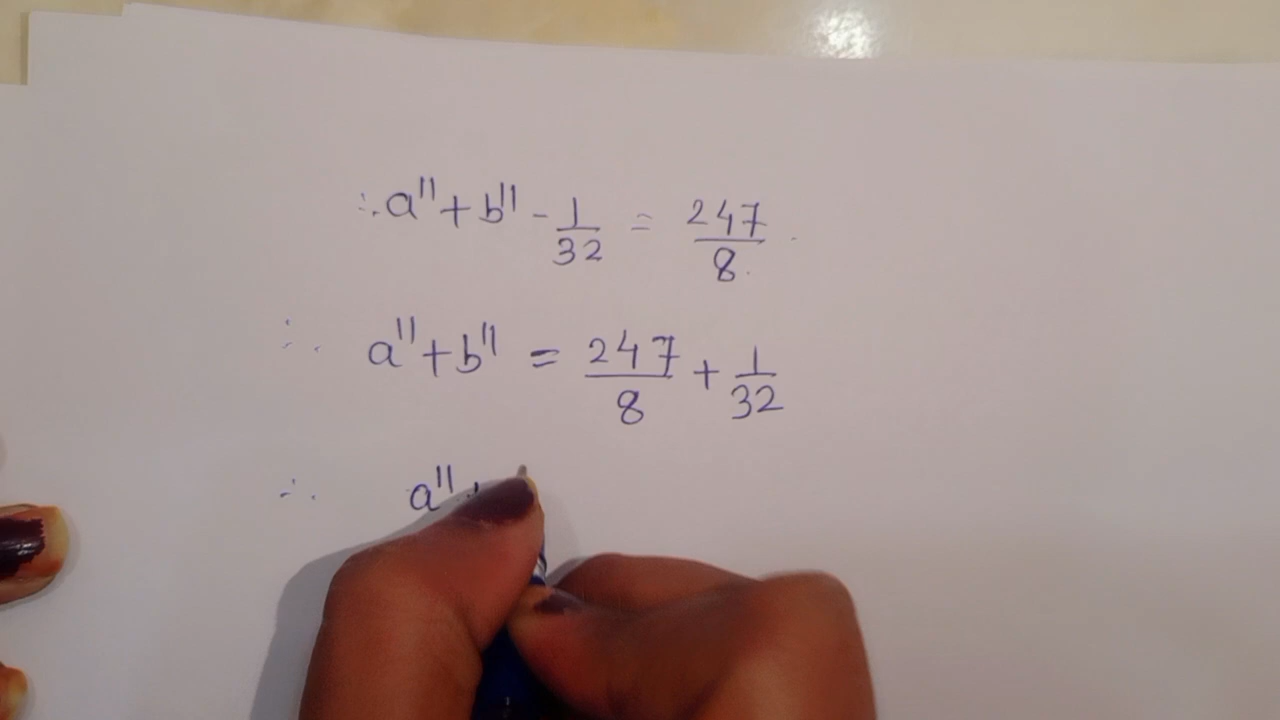 ∴ a¹¹ + b¹¹ - 1/32 = 247/8
∴ a¹¹ + b¹¹ = 247/8 + 1/32
∴ a¹¹ +